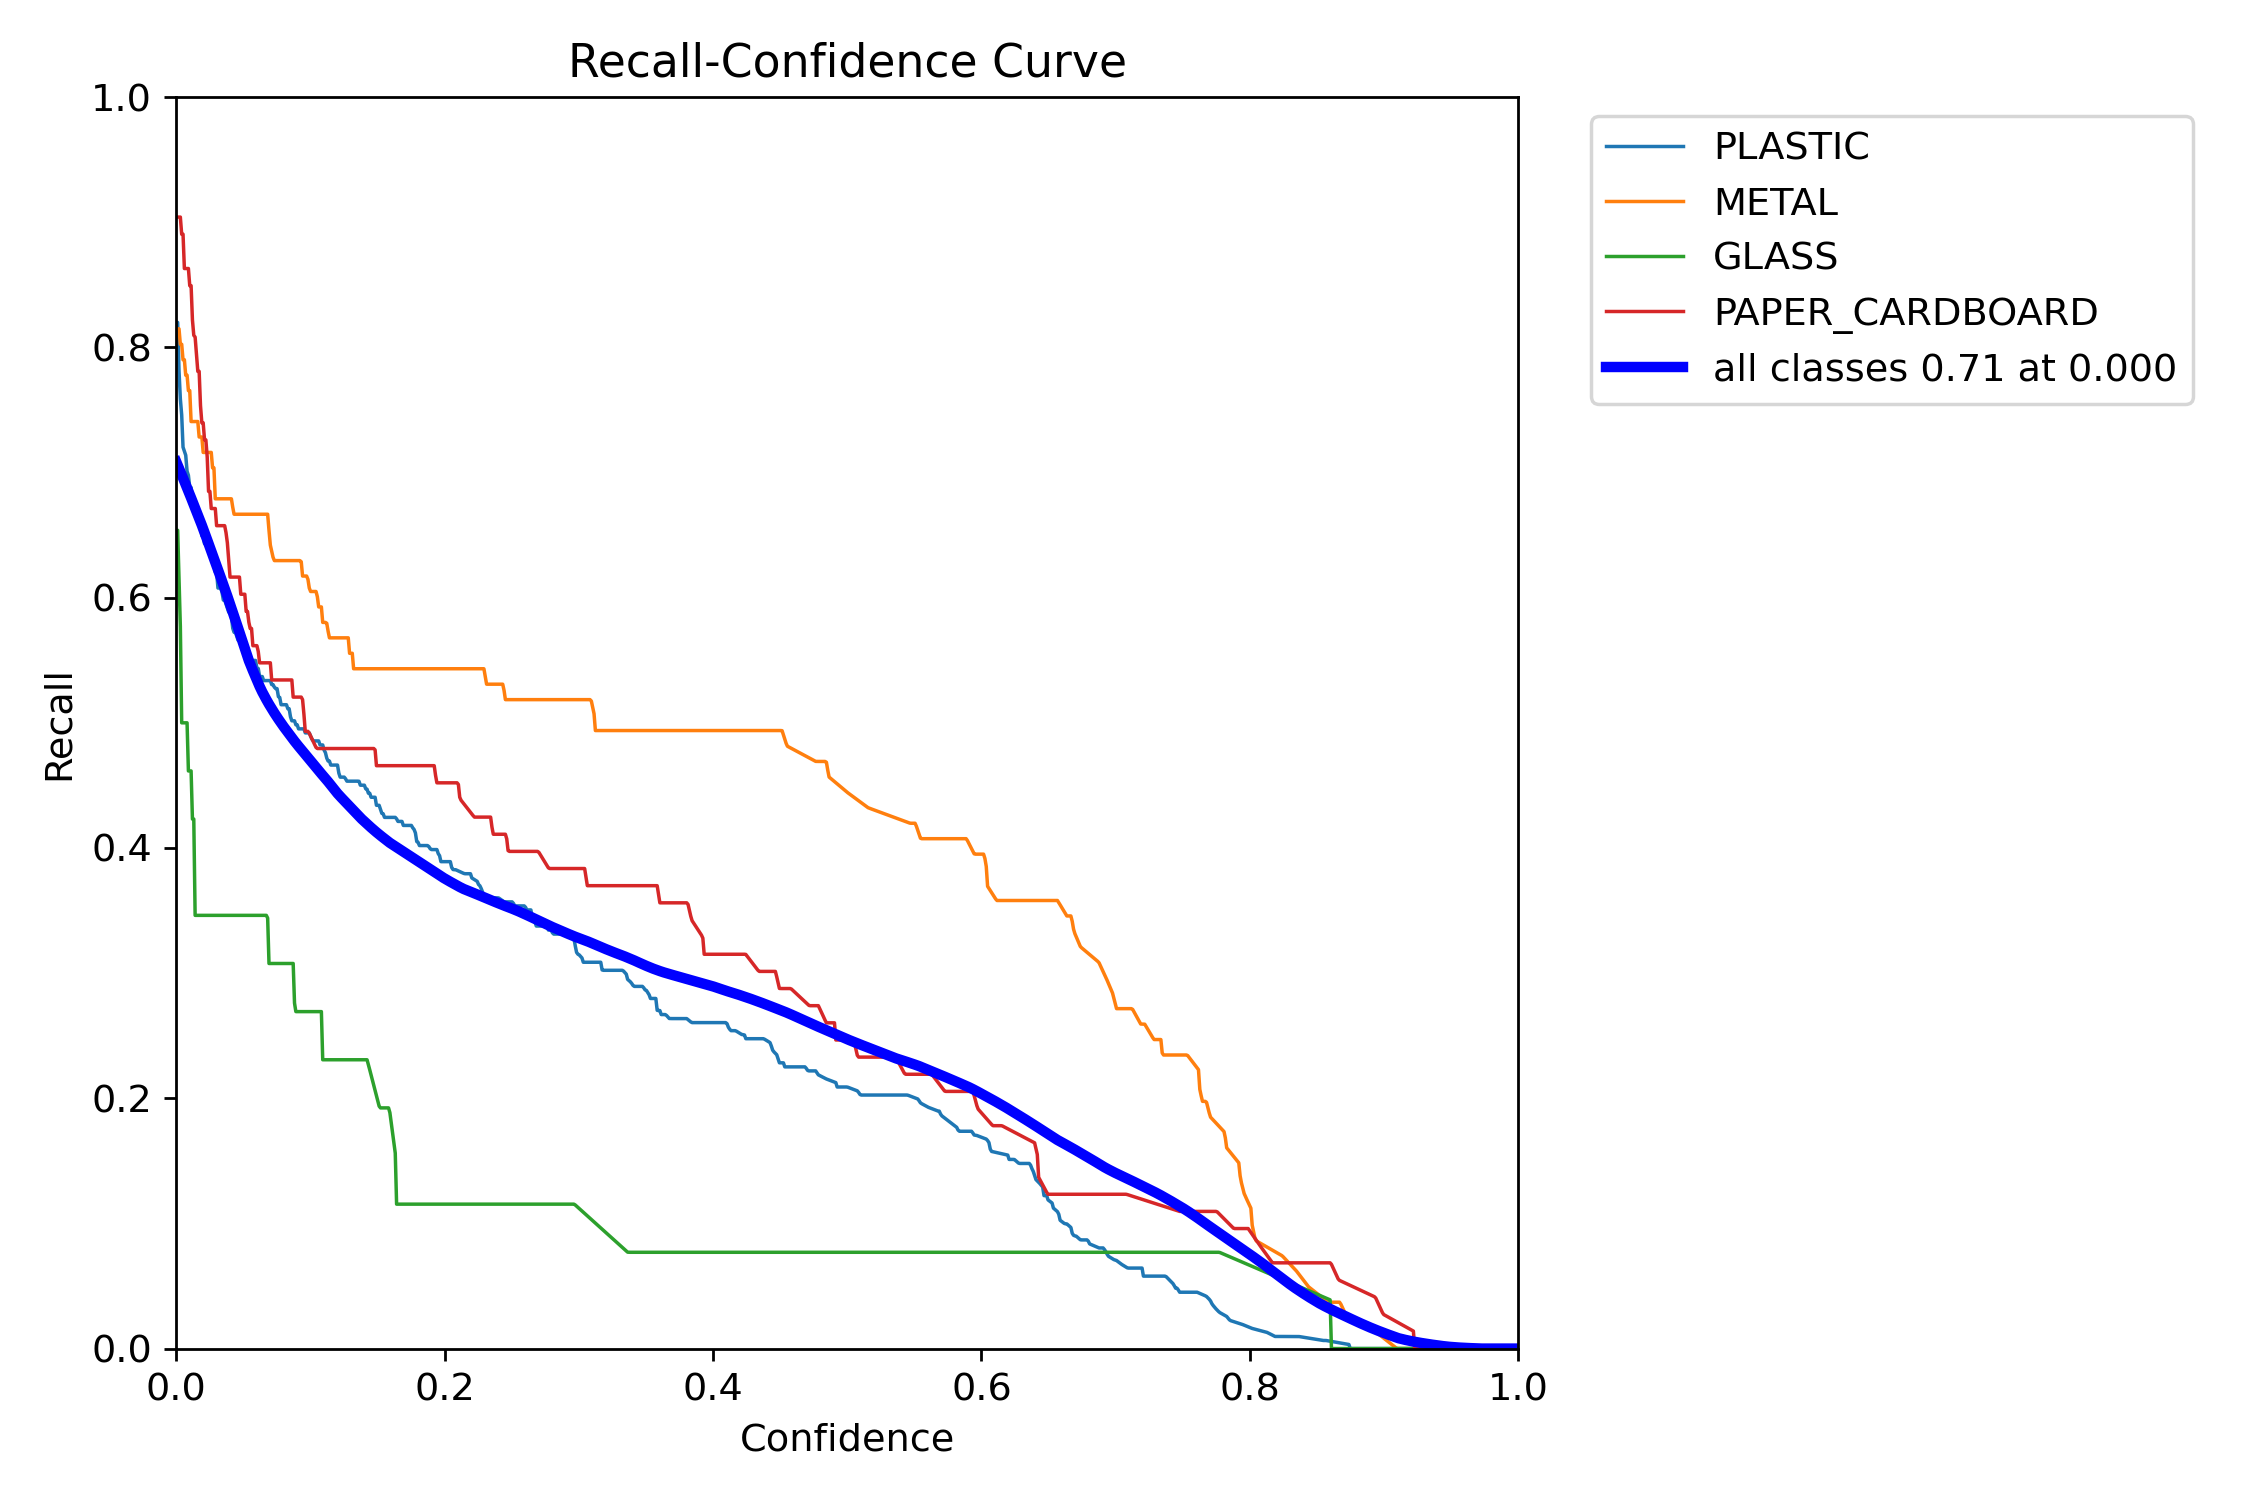 Recall-Confidence Curve
1.0
0.8
0.6
0.4
0.2
0.0
Recall
0.0 0.2 0.4 0.6 0.8 1.0
Confidence
PLASTIC
METAL
GLASS
PAPER_CARDBOARD
all classes 0.71 at 0.000